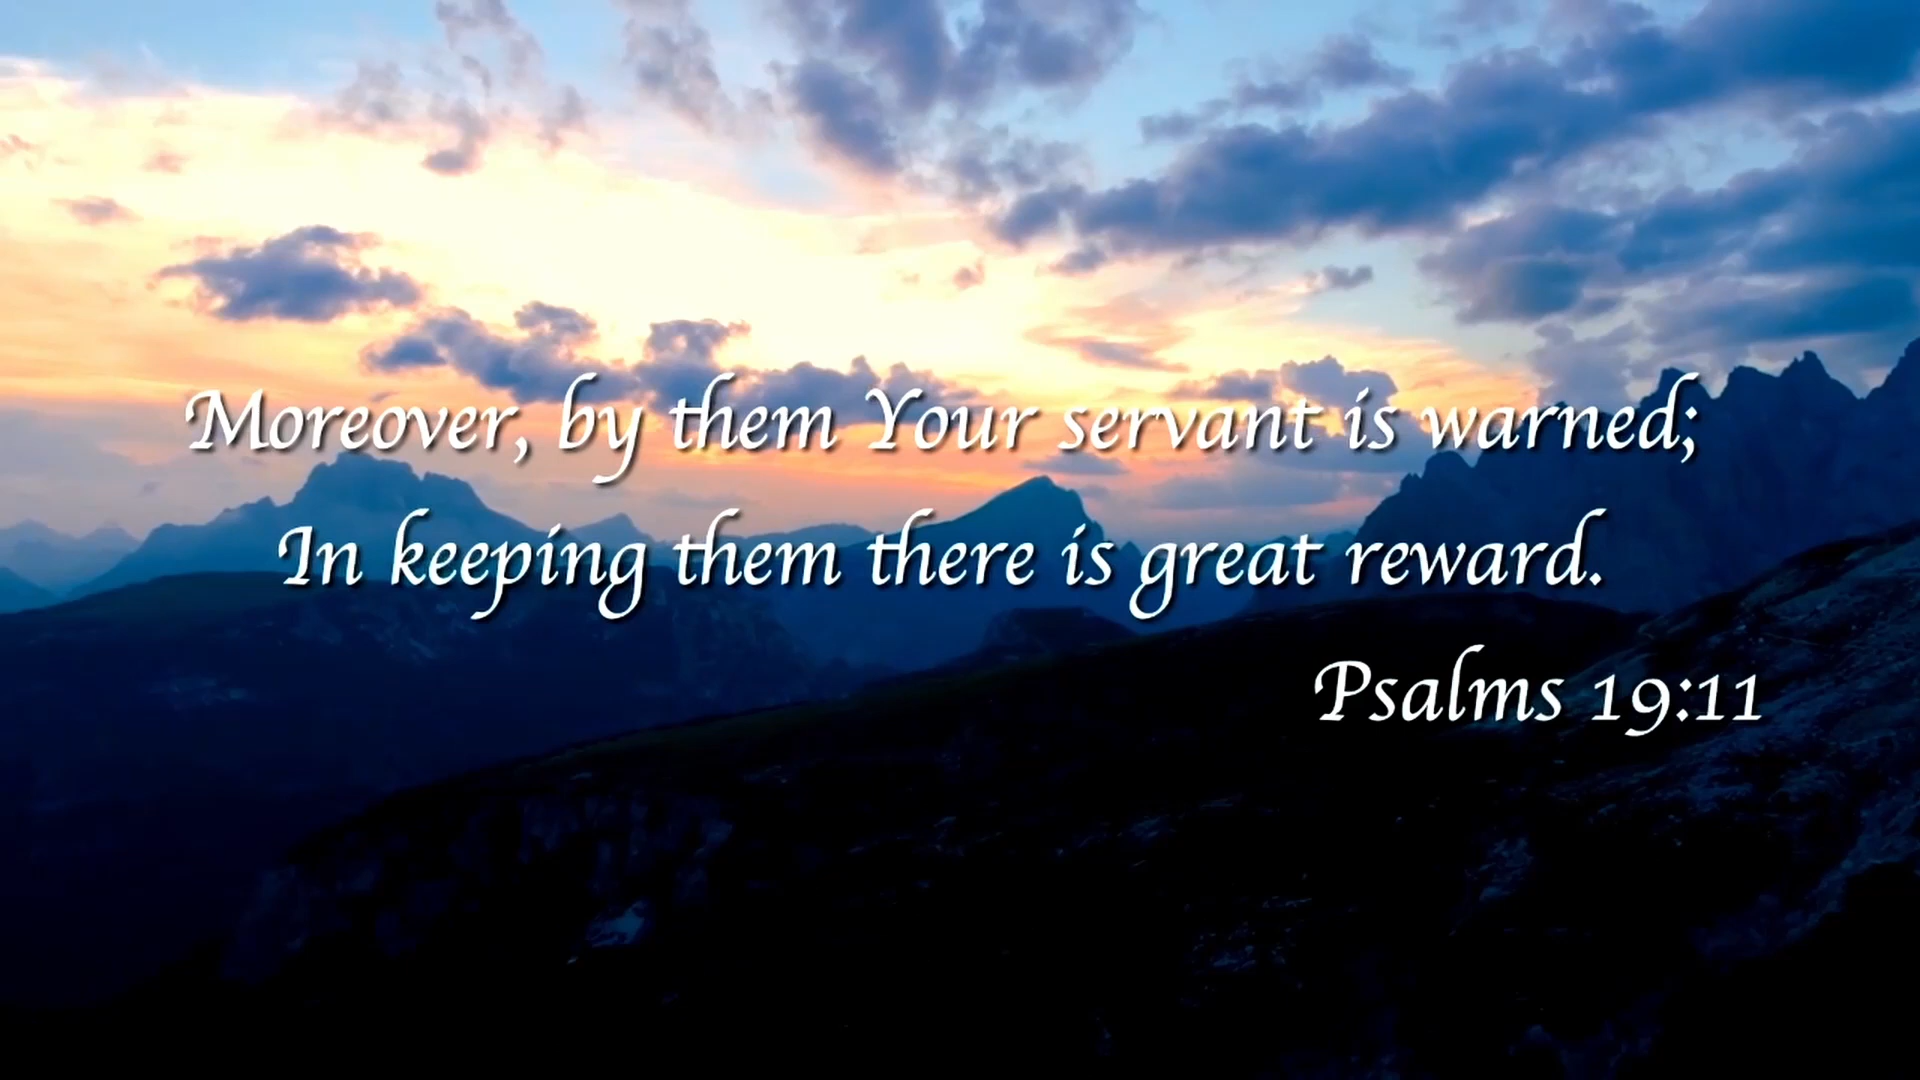 Moreover, by them Your servant is warned;
In keeping them there is great reward.
Psalms 19:11